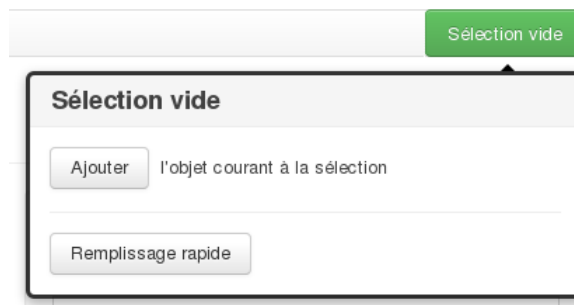 Sélection vide
Sélection vide
Ajouter l'objet courant à la sélection
Remplissage rapide